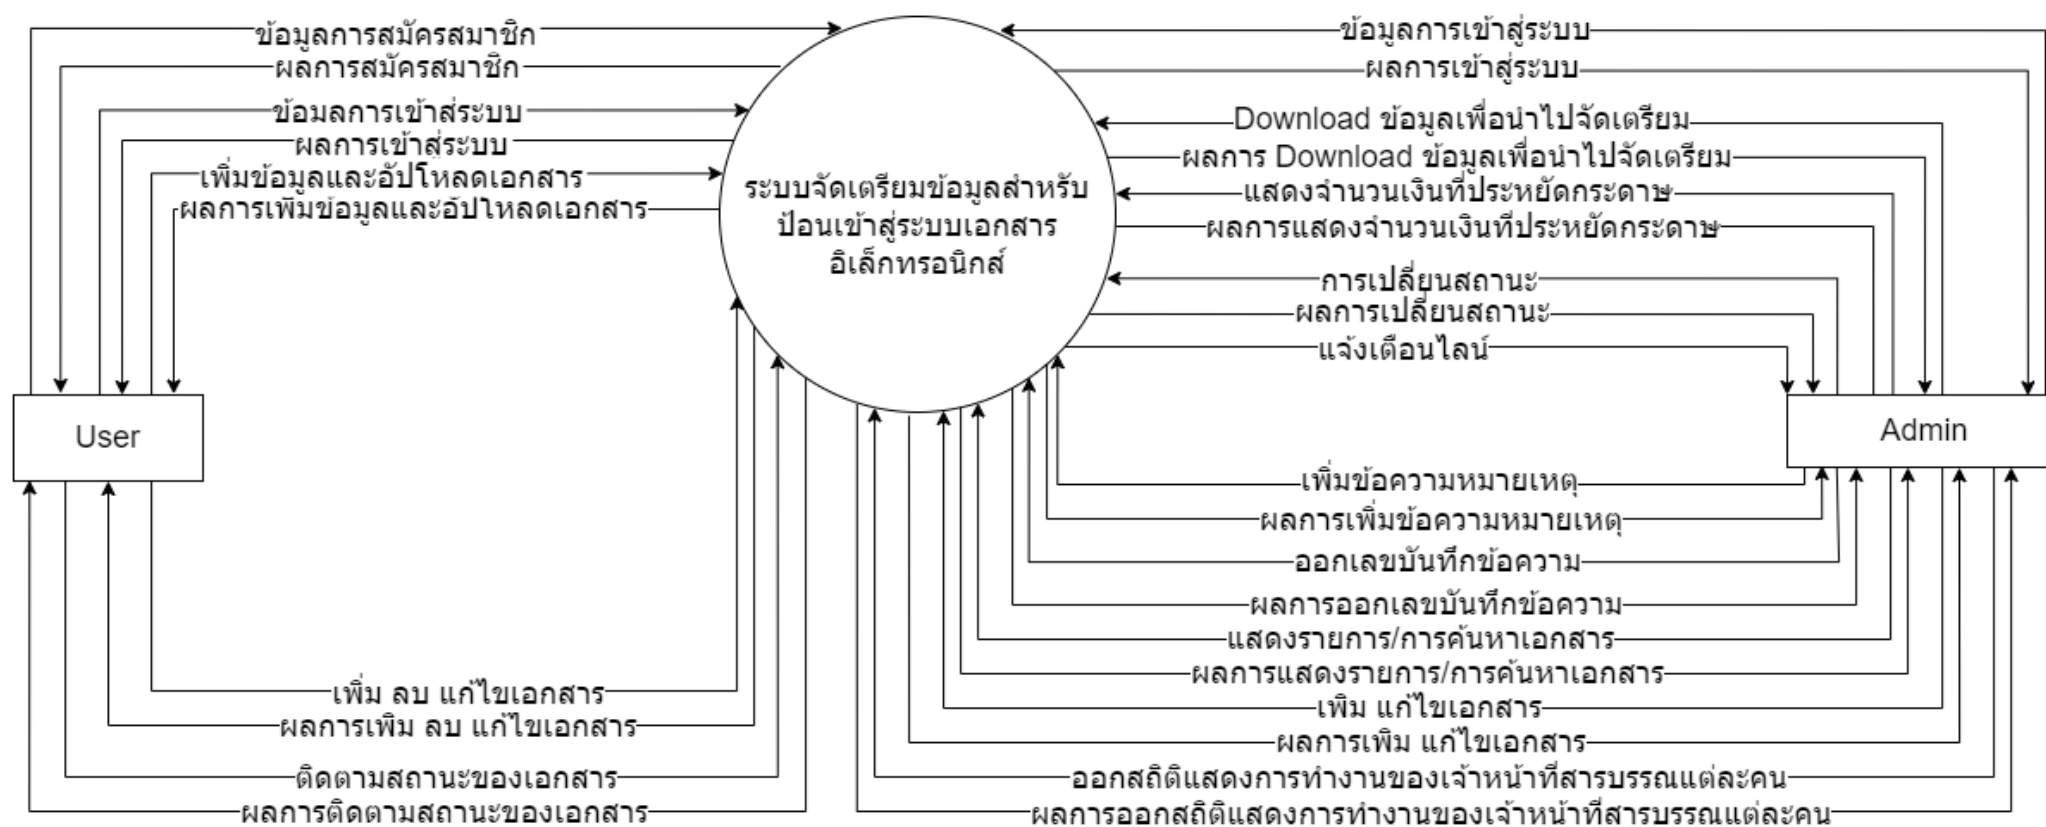 ข้อมูลการสมัครสมาชิก
ผลการสมัครสมาชิก
ข้อมูลการเข้าสู่ระบบ
ผลการเข้าสู่ระบบ
เพิ่มข้อมูลและอัปโหลดเอกสาร
ผลการเพิ่มข้อมูลและอัปโหลดเอกสาร
ระบบจัดเตรียมข้อมูลสำหรับ
ป้อนเข้าสู่ระบบเอกสาร
อิเล็กทรอนิกส์
ข้อมูลการเข้าสู่ระบบ
ผลการเข้าสู่ระบบ
Download ข้อมูลเพื่อนำไปจัดเตรียม
ผลการ Download ข้อมูลเพื่อนำไปจัดเตรียม
แสดงจำนวนเงินที่ประหยัดกระดาษ
ผลการแสดงจำนวนเงินที่ประหยัดกระดาษ
การเปลี่ยนสถานะ
ผลการเปลี่ยนสถานะ
แจ้งเตือนไลน์
User
Admin
เพิ่ม ลบ แก้ไขเอกสาร
ผลการเพิ่ม ลบ แก้ไขเอกสาร
ติดตามสถานะของเอกสาร
ผลการติดตามสถานะของเอกสาร
เพิ่มข้อความหมายเหตุ
ผลการเพิ่มข้อความหมายเหตุ
ออกเลขบันทึกข้อความ
ผลการออกเลขบันทึกข้อความ
แสดงรายการ/การค้นหาเอกสาร
ผลการแสดงรายการ/การค้นหาเอกสาร
เพิ่ม แก้ไขเอกสาร
ผลการเพิ่ม แก้ไขเอกสาร
ออกสถิติแสดงการทำงานของเจ้าหน้าที่สารบรรณแต่ละคน
ผลการออกสถิติแสดงการทำงานของเจ้าหน้าที่สารบรรณแต่ละคน